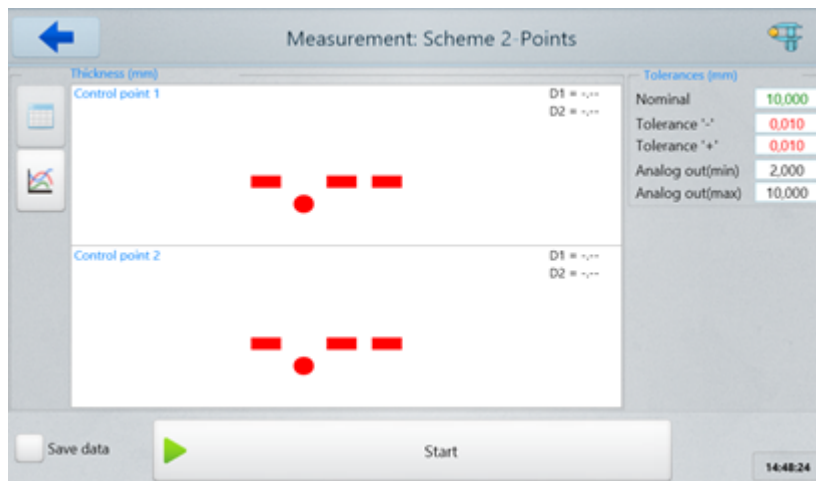 Measurement: Scheme 2-Points
Thickness (mm)
Control point 1
D1 = -,--
D2 = -,--
-.--
Control point 2
D1 = -,--
D2 = -,--
-.--
Tolerances (mm)
Nominal 10,000
Tolerance '-' 0,010
Tolerance '+' 0,010
Analog out(min) 2,000
Analog out(max) 10,000
Save data
Start
14:48:24